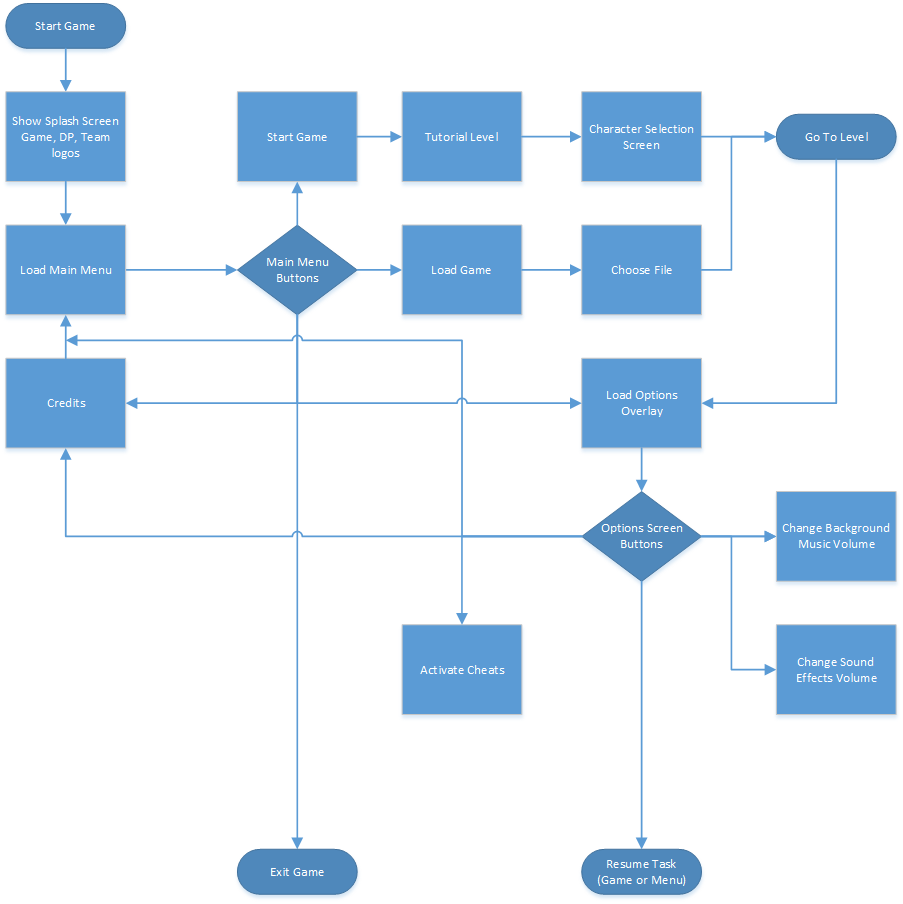 Start Game
Show Splash Screen
Game, DP, Team
logos
Start Game
Tutorial Level
Character Selection
Screen
Go To Level
Load Main Menu
Main Menu
Buttons
Load Game
Choose File
Credits
Load Options
Overlay
Options Screen
Buttons
Change Background
Music Volume
Activate Cheats
Change Sound
Effects Volume
Exit Game
Resume Task
(Game or Menu)